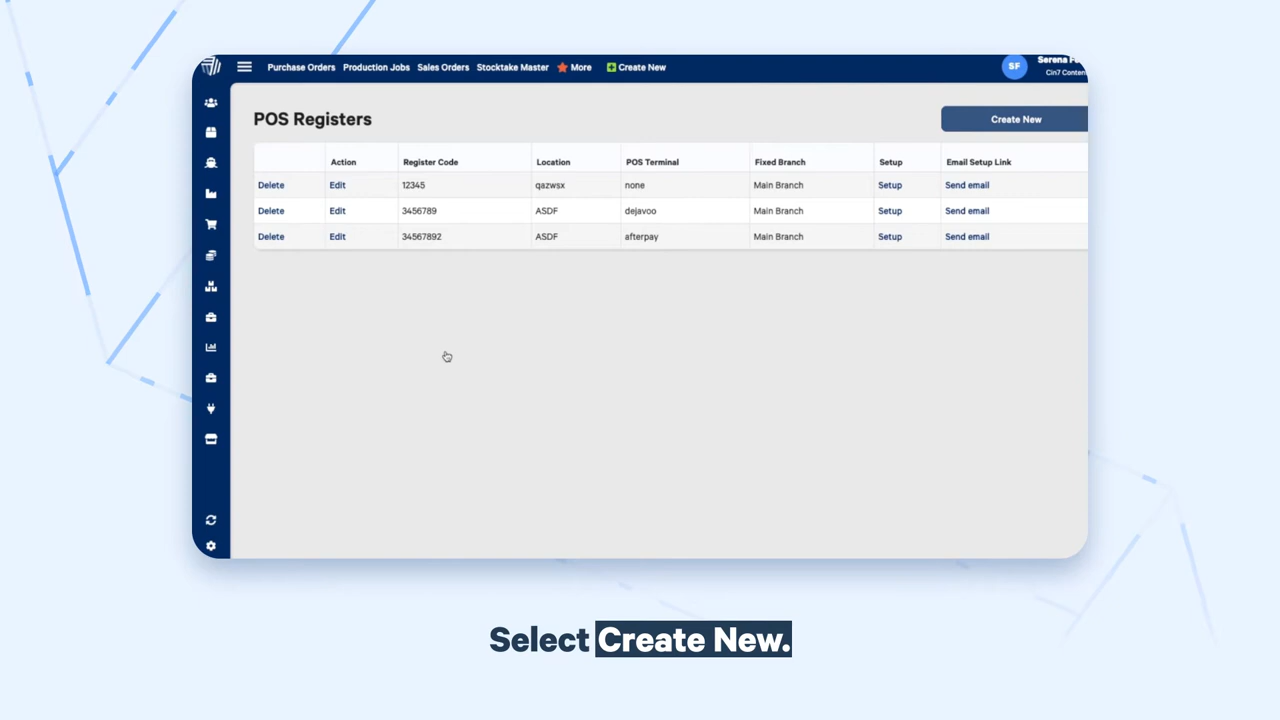 Purchase Orders Production Jobs Sales Orders Stocktake Master More Create New
SF
Cin7
POS Registers
Create New
Action Register Code Location POS Terminal Fixed Branch Setup Email Setup Link
Delete Edit 12345 qazwsx none Main Branch Setup Send email
Delete Edit 3456789 ASDF dejavoo Main Branch Setup Send email
Delete Edit 34567892 ASDF afterpay Main Branch Setup Send email
Select Create New.